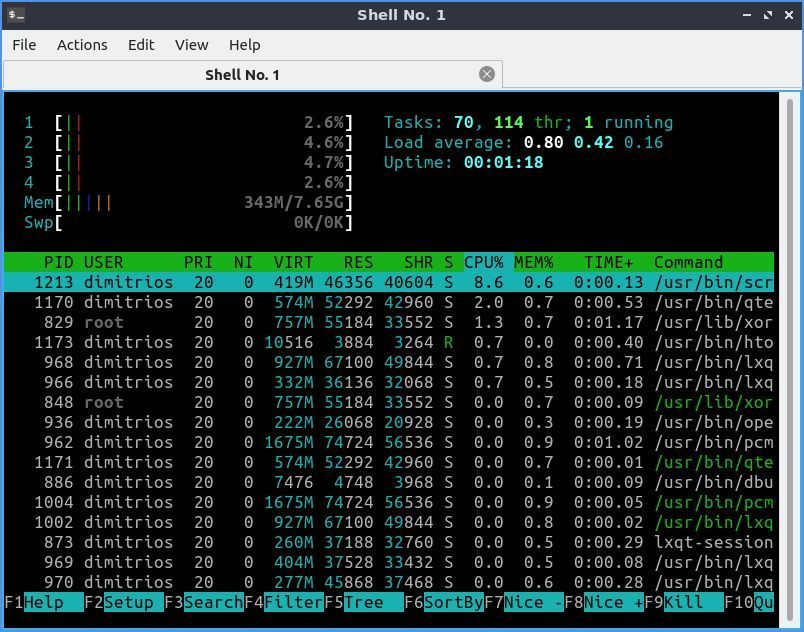 Shell No. 1
File Actions Edit View Help
Shell No. 1
1 [|| 2.6%] Tasks: 70, 114 thr; 1 running
2 [|| 4.6%] Load average: 0.80 0.42 0.16
3 [|| 4.7%] Uptime: 00:01:18
4 [|| 2.6%]
Mem[||||| 343M/7.65G]
Swp[ 0K/0K]
PID USER PRI NI VIRT RES SHR S CPU% MEM% TIME+ Command
1213 dimitrios 20 0 419M 46356 40604 S 8.6 0.6 0:00.13 /usr/bin/scr
1170 dimitrios 20 0 574M 52292 42960 S 2.0 0.7 0:00.53 /usr/bin/qte
829 root 20 0 757M 55184 33552 S 1.3 0.7 0:01.17 /usr/lib/xor
1173 dimitrios 20 0 10516 3884 3264 R 0.7 0.0 0:00.40 /usr/bin/hto
968 dimitrios 20 0 927M 67100 49844 S 0.7 0.8 0:00.71 /usr/bin/lxq
966 dimitrios 20 0 332M 36136 32068 S 0.7 0.5 0:00.18 /usr/bin/lxq
848 root 20 0 757M 55184 33552 S 0.0 0.7 0:00.09 /usr/lib/xor
936 dimitrios 20 0 222M 26068 20928 S 0.0 0.3 0:00.19 /usr/bin/ope
962 dimitrios 20 0 1675M 74724 56536 S 0.0 0.9 0:01.02 /usr/bin/pcm
1171 dimitrios 20 0 574M 52292 42960 S 0.0 0.7 0:00.01 /usr/bin/qte
886 dimitrios 20 0 7476 4748 3968 S 0.0 0.1 0:00.09 /usr/bin/dbu
1004 dimitrios 20 0 1675M 74724 56536 S 0.0 0.9 0:00.05 /usr/bin/pcm
1002 dimitrios 20 0 927M 67100 49844 S 0.0 0.8 0:00.02 /usr/bin/lxq
873 dimitrios 20 0 260M 37188 32760 S 0.0 0.5 0:00.29 lxqt-session
969 dimitrios 20 0 404M 37528 33432 S 0.0 0.5 0:00.08 /usr/bin/lxq
970 dimitrios 20 0 277M 45868 37468 S 0.0 0.6 0:00.28 /usr/bin/lxq
F1Help F2Setup F3SearchF4FilterF5Tree F6SortByF7Nice -F8Nice +F9Kill F10Qu